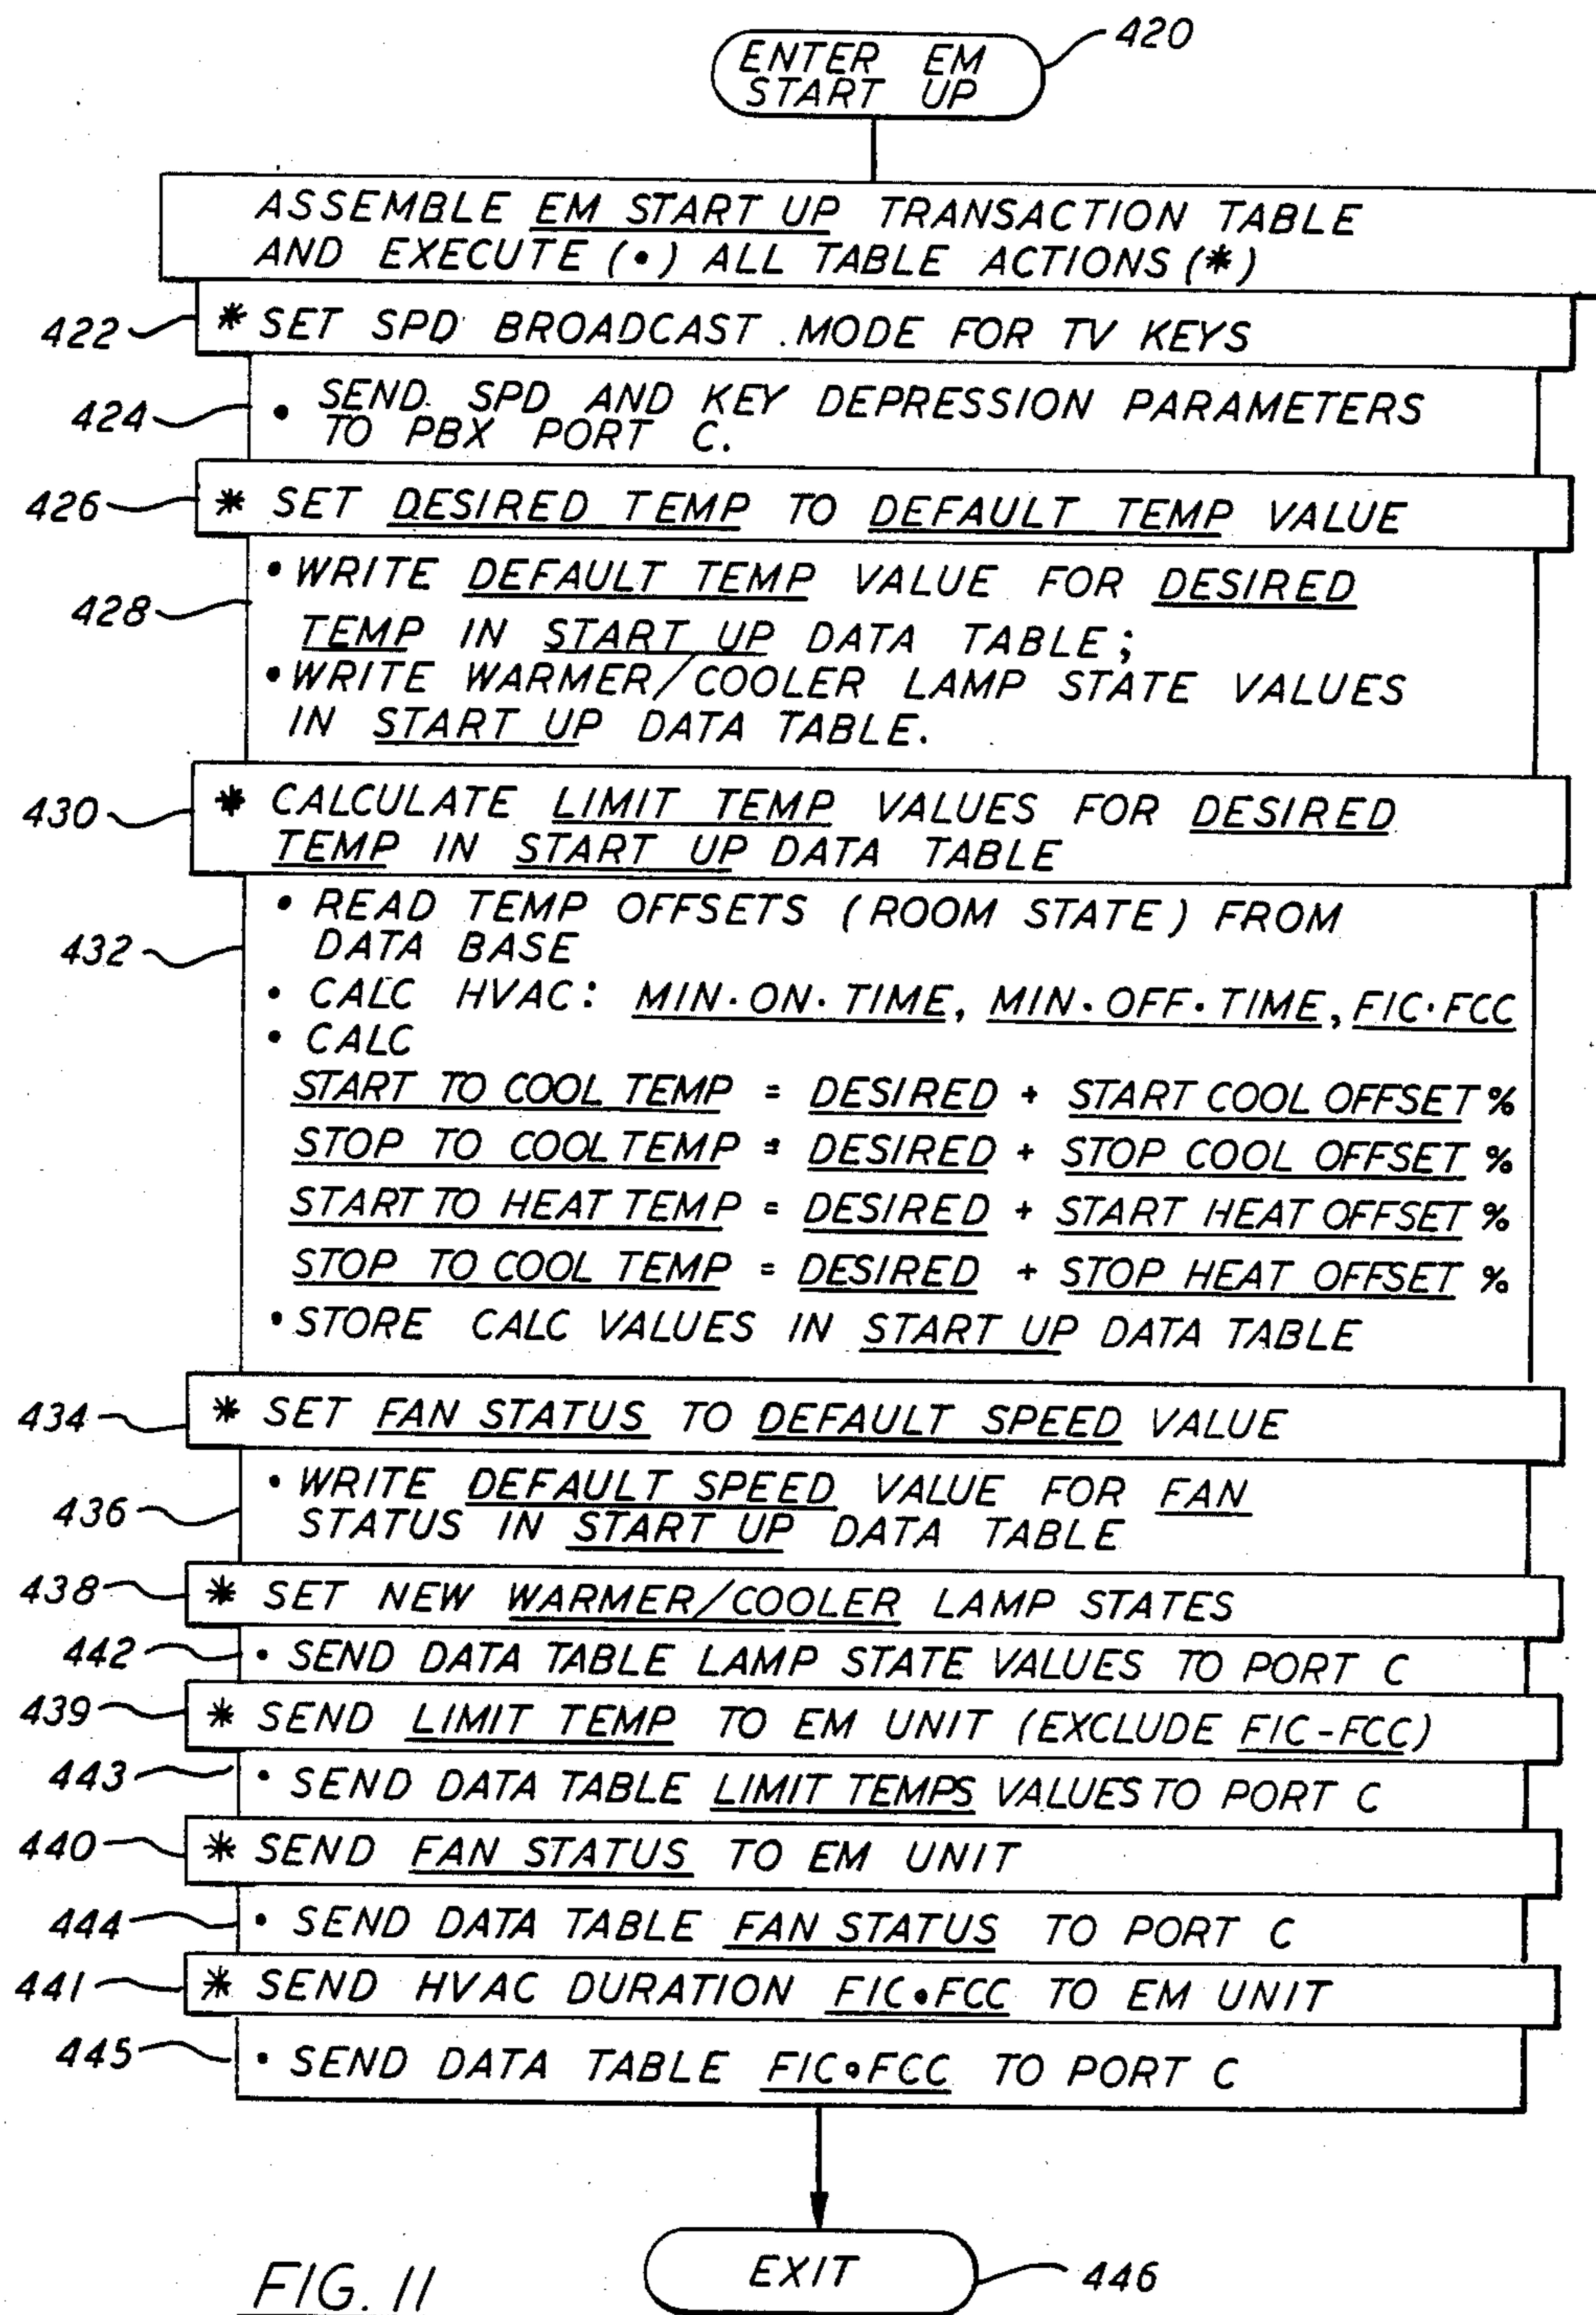 ENTER EM
START UP
420
ASSEMBLE EM START UP TRANSACTION TABLE
AND EXECUTE (•) ALL TABLE ACTIONS (*)
422
* SET SPD BROADCAST MODE FOR TV KEYS
424
• SEND SPD AND KEY DEPRESSION PARAMETERS
TO PBX PORT C.
426
* SET DESIRED TEMP TO DEFAULT TEMP VALUE
428
• WRITE DEFAULT TEMP VALUE FOR DESIRED
TEMP IN START UP DATA TABLE;
• WRITE WARMER/COOLER LAMP STATE VALUES
IN START UP DATA TABLE.
430
* CALCULATE LIMIT TEMP VALUES FOR DESIRED
TEMP IN START UP DATA TABLE
432
• READ TEMP OFFSETS (ROOM STATE) FROM
DATA BASE
• CALC HVAC: MIN•ON•TIME, MIN•OFF•TIME, FIC•FCC
• CALC
START TO COOL TEMP = DESIRED + START COOL OFFSET %
STOP TO COOL TEMP = DESIRED + STOP COOL OFFSET %
START TO HEAT TEMP = DESIRED + START HEAT OFFSET %
STOP TO COOL TEMP = DESIRED + STOP HEAT OFFSET %
• STORE CALC VALUES IN START UP DATA TABLE
434
* SET FAN STATUS TO DEFAULT SPEED VALUE
436
• WRITE DEFAULT SPEED VALUE FOR FAN
STATUS IN START UP DATA TABLE
438
* SET NEW WARMER/COOLER LAMP STATES
442
• SEND DATA TABLE LAMP STATE VALUES TO PORT C
439
* SEND LIMIT TEMP TO EM UNIT (EXCLUDE FIC-FCC)
443
• SEND DATA TABLE LIMIT TEMPS VALUES TO PORT C
440
* SEND FAN STATUS TO EM UNIT
444
• SEND DATA TABLE FAN STATUS TO PORT C
441
* SEND HVAC DURATION FIC•FCC TO EM UNIT
445
• SEND DATA TABLE FIC•FCC TO PORT C
EXIT
446
FIG. 11